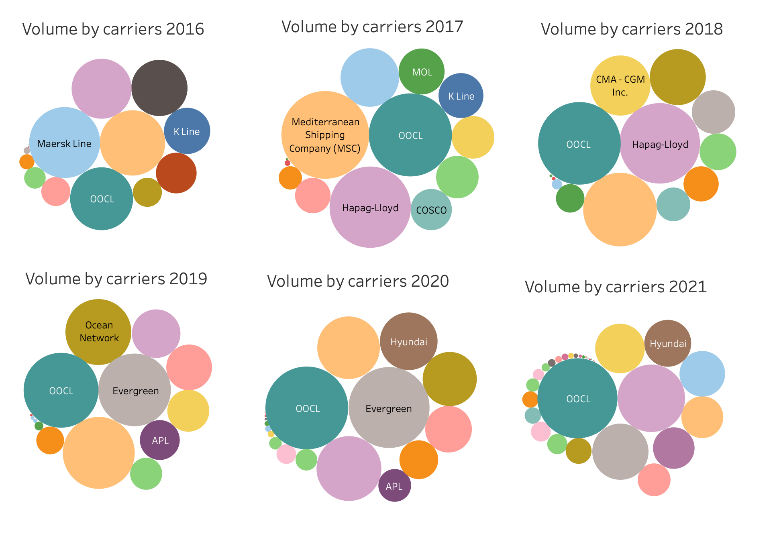 Volume by carriers 2016
Volume by carriers 2017
Volume by carriers 2018
Maersk Line
K Line
OOCL
MOL
K Line
Mediterranean
Shipping
Company (MSC)
OOCL
Hapag-Lloyd
COSCO
CMA - CGM
Inc.
OOCL
Hapag-Lloyd
Volume by carriers 2019
Volume by carriers 2020
Volume by carriers 2021
Ocean
Network
OOCL
Evergreen
APL
Hyundai
OOCL
Evergreen
APL
Hyundai
OOCL